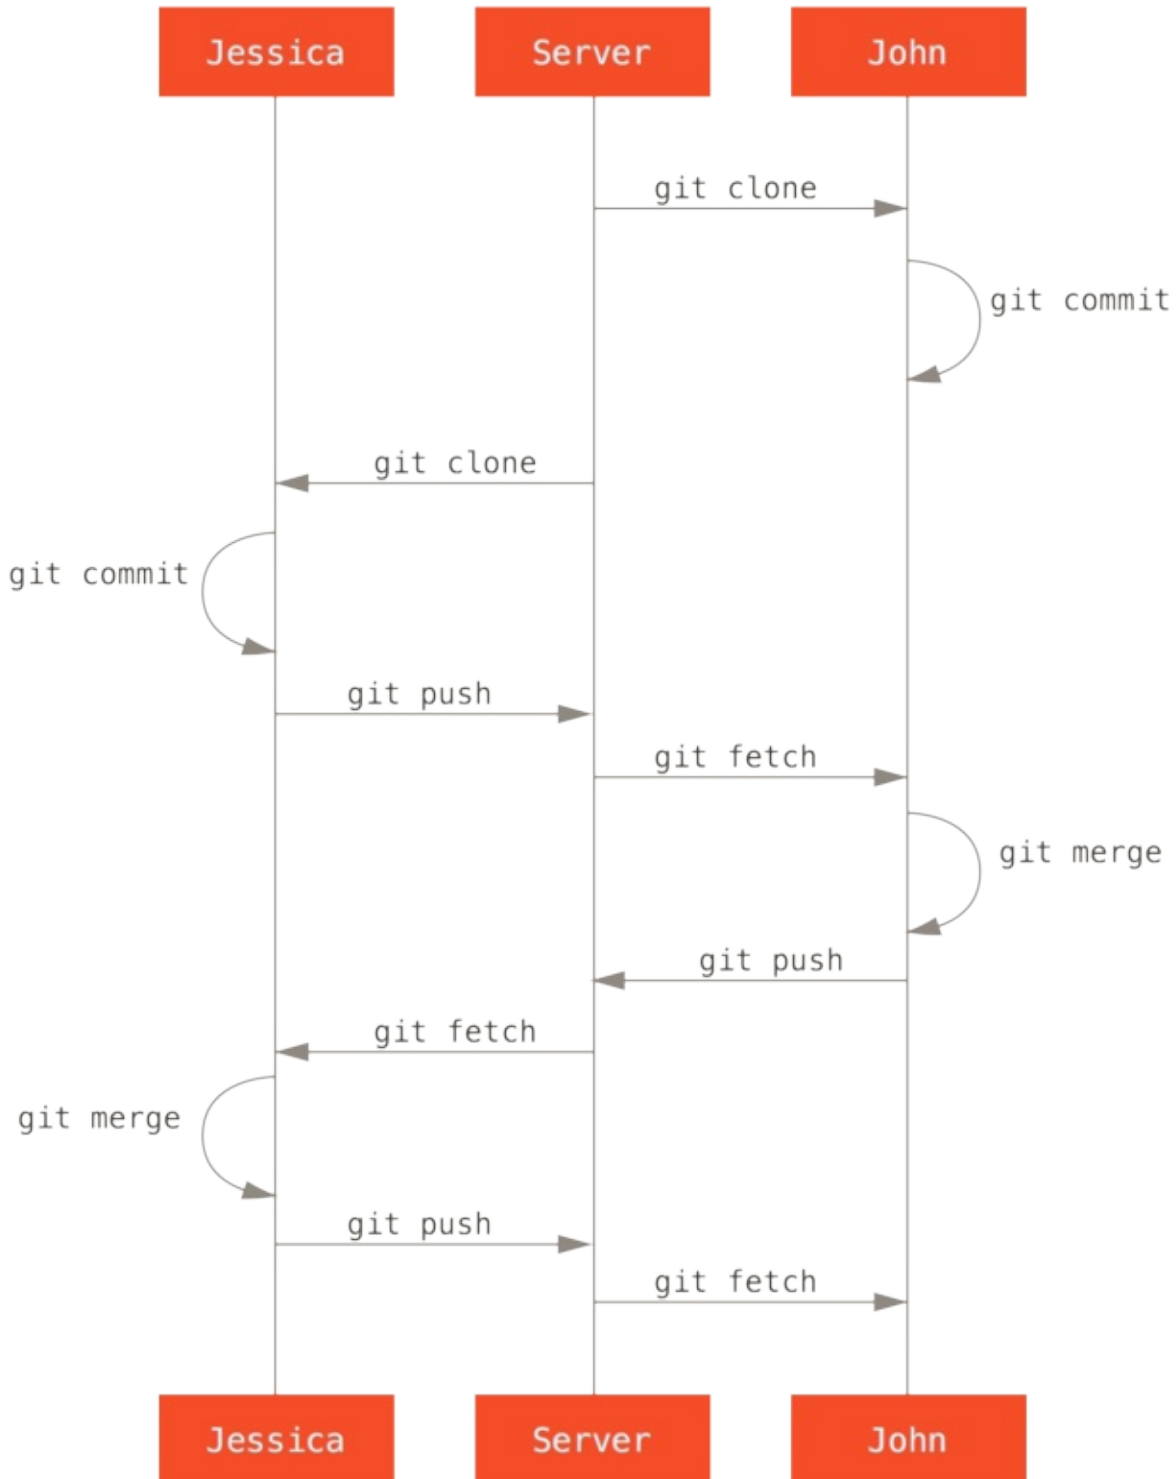 Jessica
Server
John
git clone
git commit
git clone
git commit
git push
git fetch
git merge
git push
git fetch
git merge
git push
git fetch
Jessica
Server
John